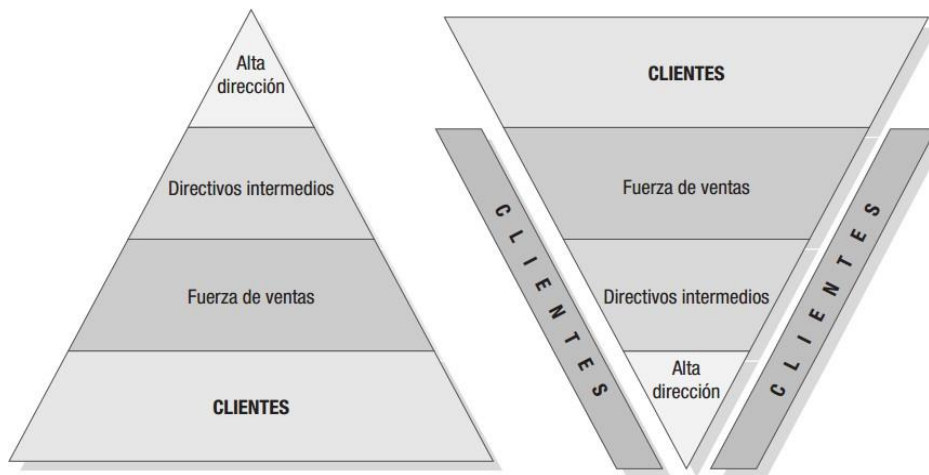 Alta
dirección
Directivos intermedios
Fuerza de ventas
CLIENTES
CLIENTES
Fuerza de ventas
Directivos intermedios
Alta
dirección
CLIENTES
CLIENTES